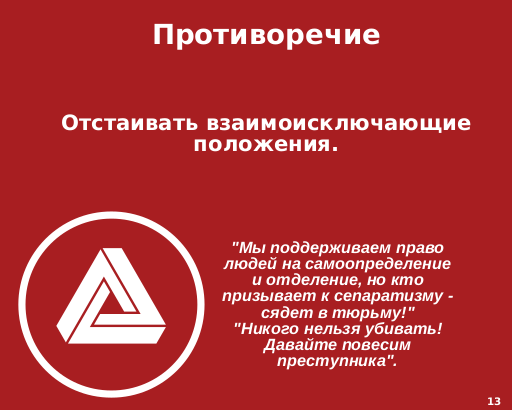 Противоречие
Отстаивать взаимоисключающие
положения.
"Мы поддерживаем право
людей на самоопределение
и отделение, но кто
призывает к сепаратизму -
сядет в тюрьму!"
"Никого нельзя убивать!
Давайте повесим
преступника".
13